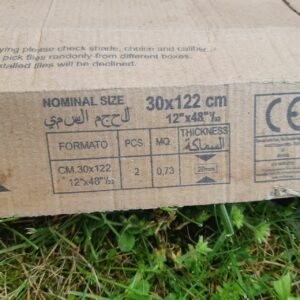 ying please check shade, choice and caliber.
pick tiles randomly from different boxes.
stalled tiles will be declined.
NOMINAL SIZE 30x122 cm
الحجم السمي 12"x48"
FORMATO PCS. MQ. THICKNESS السماكة
CM.30x122 2 0,73 20mm
12"x48"
CE